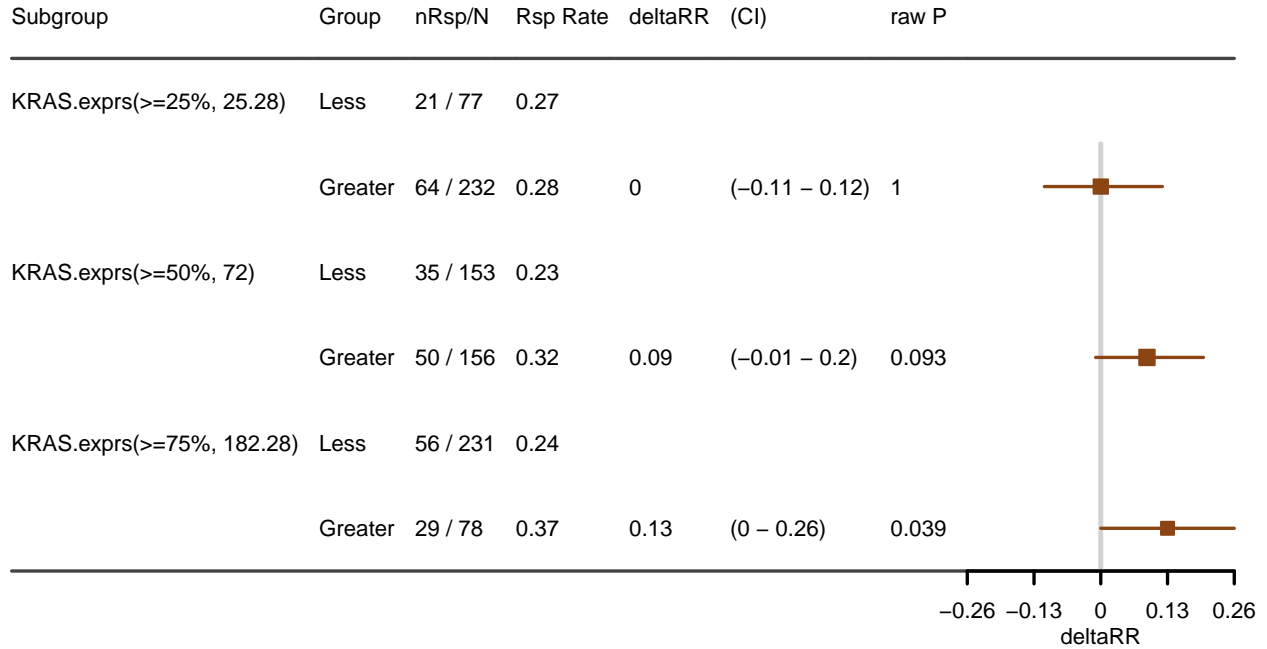 Subgroup Group nRsp/N Rsp Rate deltaRR (CI) raw P
KRAS.exprs(>=25%, 25.28) Less 21 / 77 0.27
Greater 64 / 232 0.28 0 (−0.11 − 0.12) 1
KRAS.exprs(>=50%, 72) Less 35 / 153 0.23
Greater 50 / 156 0.32 0.09 (−0.01 − 0.2) 0.093
KRAS.exprs(>=75%, 182.28) Less 56 / 231 0.24
Greater 29 / 78 0.37 0.13 (0 − 0.26) 0.039
−0.26 −0.13 0 0.13 0.26
deltaRR